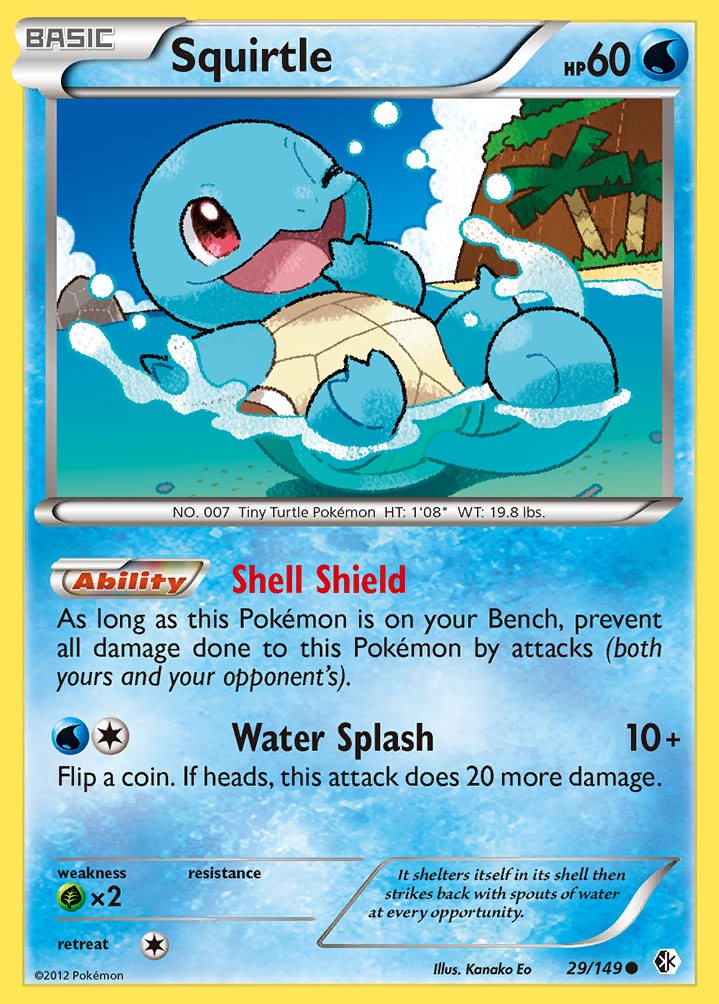 BASIC
Squirtle
HP60
NO. 007 Tiny Turtle Pokémon HT: 1'08" WT: 19.8 lbs.
Ability Shell Shield
As long as this Pokémon is on your Bench, prevent
all damage done to this Pokémon by attacks (both
yours and your opponent's).
Water Splash 10+
Flip a coin. If heads, this attack does 20 more damage.
weakness resistance
×2
It shelters itself in its shell then
strikes back with spouts of water
at every opportunity.
retreat
©2012 Pokémon
Illus. Kanako Eo 29/149